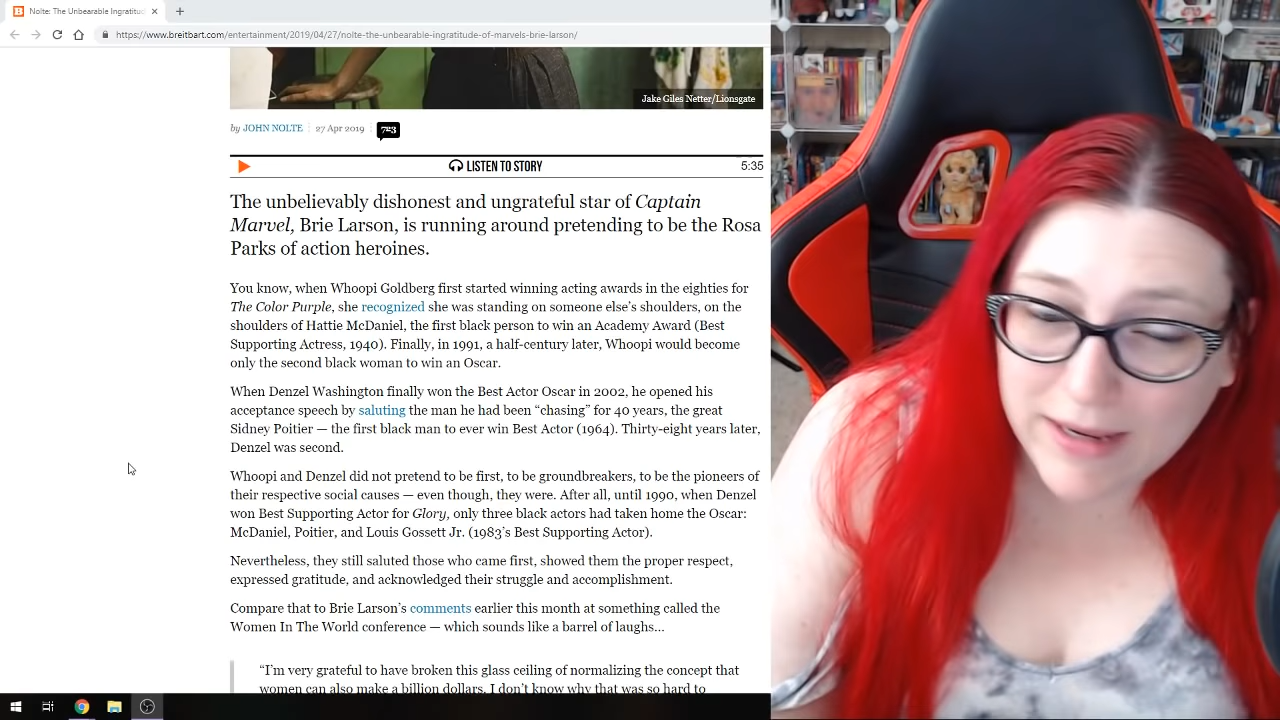 Nolte: The Unbearable Ingratitud
https://www.breitbart.com/entertainment/2019/04/27/nolte-the-unbearable-ingratitude-of-marvels-brie-larson/
Jake Giles Netter/Lionsgate
by JOHN NOLTE 27 Apr 2019 723
LISTEN TO STORY 5:35
The unbelievably dishonest and ungrateful star of Captain
Marvel, Brie Larson, is running around pretending to be the Rosa
Parks of action heroines.
You know, when Whoopi Goldberg first started winning acting awards in the eighties for
The Color Purple, she recognized she was standing on someone else’s shoulders, on the
shoulders of Hattie McDaniel, the first black person to win an Academy Award (Best
Supporting Actress, 1940). Finally, in 1991, a half-century later, Whoopi would become
only the second black woman to win an Oscar.
When Denzel Washington finally won the Best Actor Oscar in 2002, he opened his
acceptance speech by saluting the man he had been “chasing” for 40 years, the great
Sidney Poitier — the first black man to ever win Best Actor (1964). Thirty-eight years later,
Denzel was second.
Whoopi and Denzel did not pretend to be first, to be groundbreakers, to be the pioneers of
their respective social causes — even though, they were. After all, until 1990, when Denzel
won Best Supporting Actor for Glory, only three black actors had taken home the Oscar:
McDaniel, Poitier, and Louis Gossett Jr. (1983’s Best Supporting Actor).
Nevertheless, they still saluted those who came first, showed them the proper respect,
expressed gratitude, and acknowledged their struggle and accomplishment.
Compare that to Brie Larson’s comments earlier this month at something called the
Women In The World conference — which sounds like a barrel of laughs…
“I’m very grateful to have broken this glass ceiling of normalizing the concept that
women can also make a billion dollars. I don’t know why that was so hard to